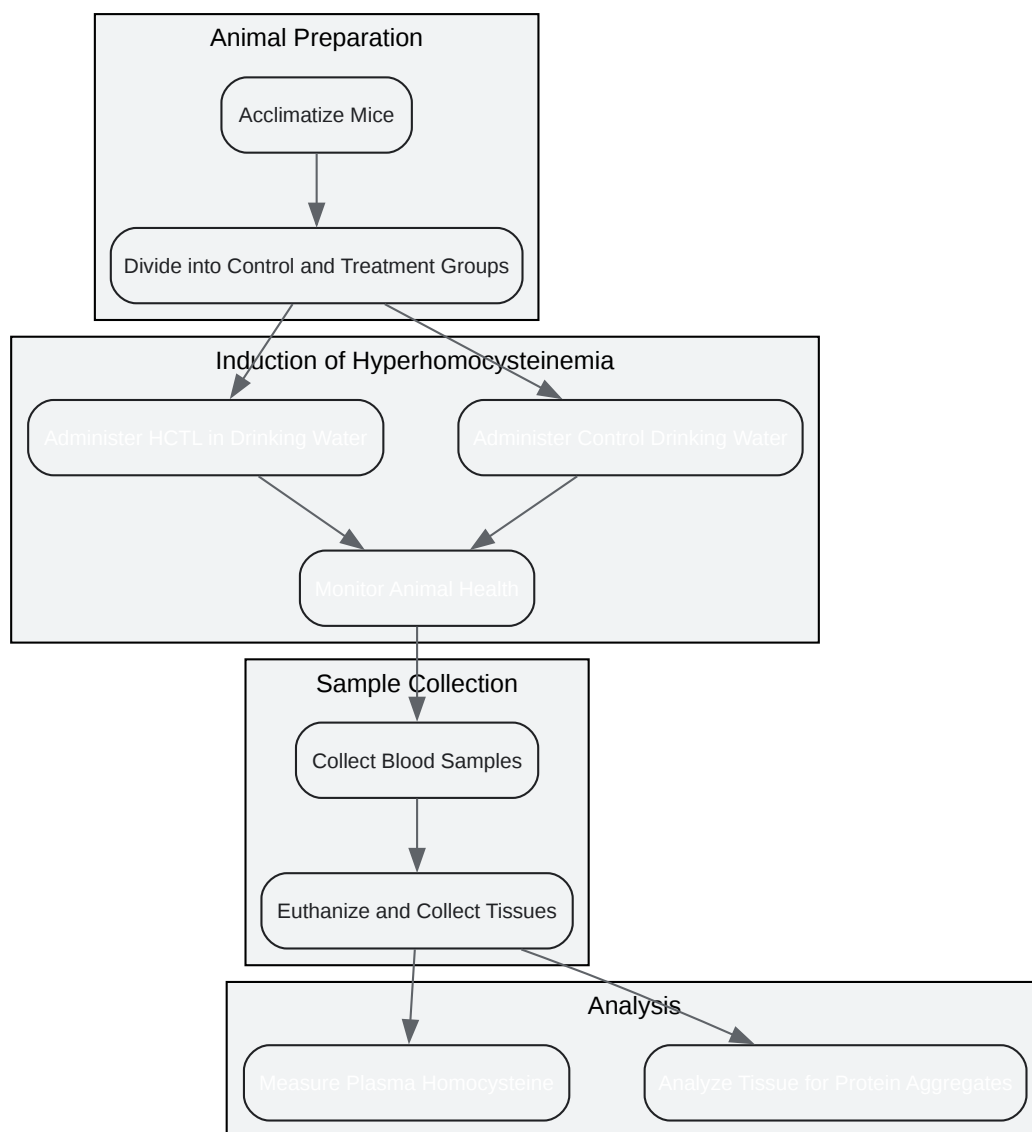 Animal Preparation
Acclimatize Mice
Divide into Control and Treatment Groups
Induction of Hyperhomocysteinemia
Administer HCTL in Drinking Water
Administer Control Drinking Water
Monitor Animal Health
Sample Collection
Collect Blood Samples
Euthanize and Collect Tissues
Analysis
Measure Plasma Homocysteine
Analyze Tissue for Protein Aggregates